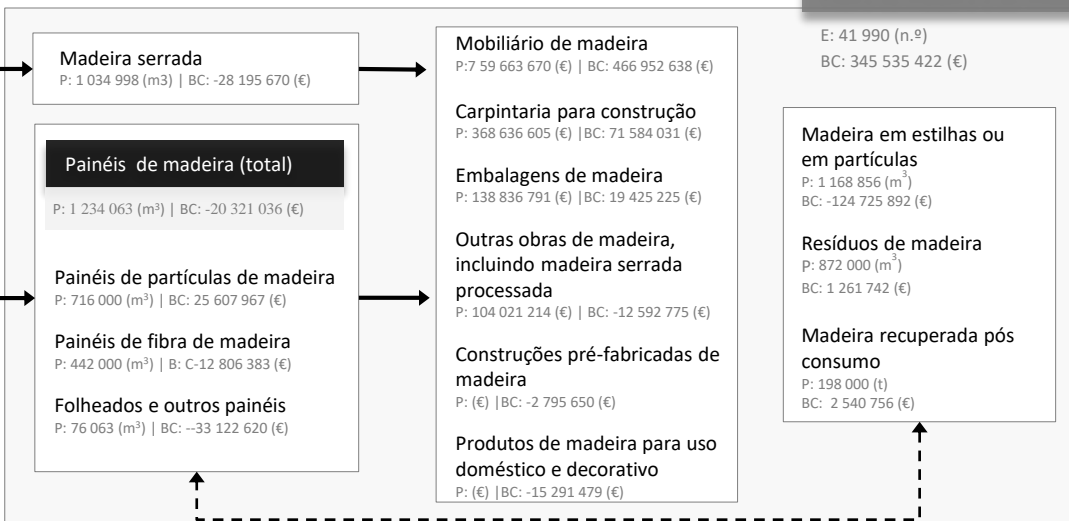 E: 41 990 (n.º)
BC: 345 535 422 (€)
Madeira serrada
P: 1 034 998 (m3) | BC: -28 195 670 (€)
Painéis de madeira (total)
P: 1 234 063 (m³) | BC: -20 321 036 (€)
Painéis de partículas de madeira
P: 716 000 (m³) | BC: 25 607 967 (€)
Painéis de fibra de madeira
P: 442 000 (m³) | B: C-12 806 383 (€)
Folheados e outros painéis
P: 76 063 (m³) | BC: --33 122 620 (€)
Mobiliário de madeira
P:7 59 663 670 (€) | BC: 466 952 638 (€)
Carpintaria para construção
P: 368 636 605 (€) |BC: 71 584 031 (€)
Embalagens de madeira
P: 138 836 791 (€) |BC: 19 425 225 (€)
Outras obras de madeira,
incluindo madeira serrada
processada
P: 104 021 214 (€) | BC: -12 592 775 (€)
Construções pré-fabricadas de
madeira
P: (€) |BC: -2 795 650 (€)
Produtos de madeira para uso
doméstico e decorativo
P: (€) |BC: -15 291 479 (€)
Madeira em estilhas ou
em partículas
P: 1 168 856 (m³)
BC: -124 725 892 (€)
Resíduos de madeira
P: 872 000 (m³)
BC: 1 261 742 (€)
Madeira recuperada pós
consumo
P: 198 000 (t)
BC: 2 540 756 (€)